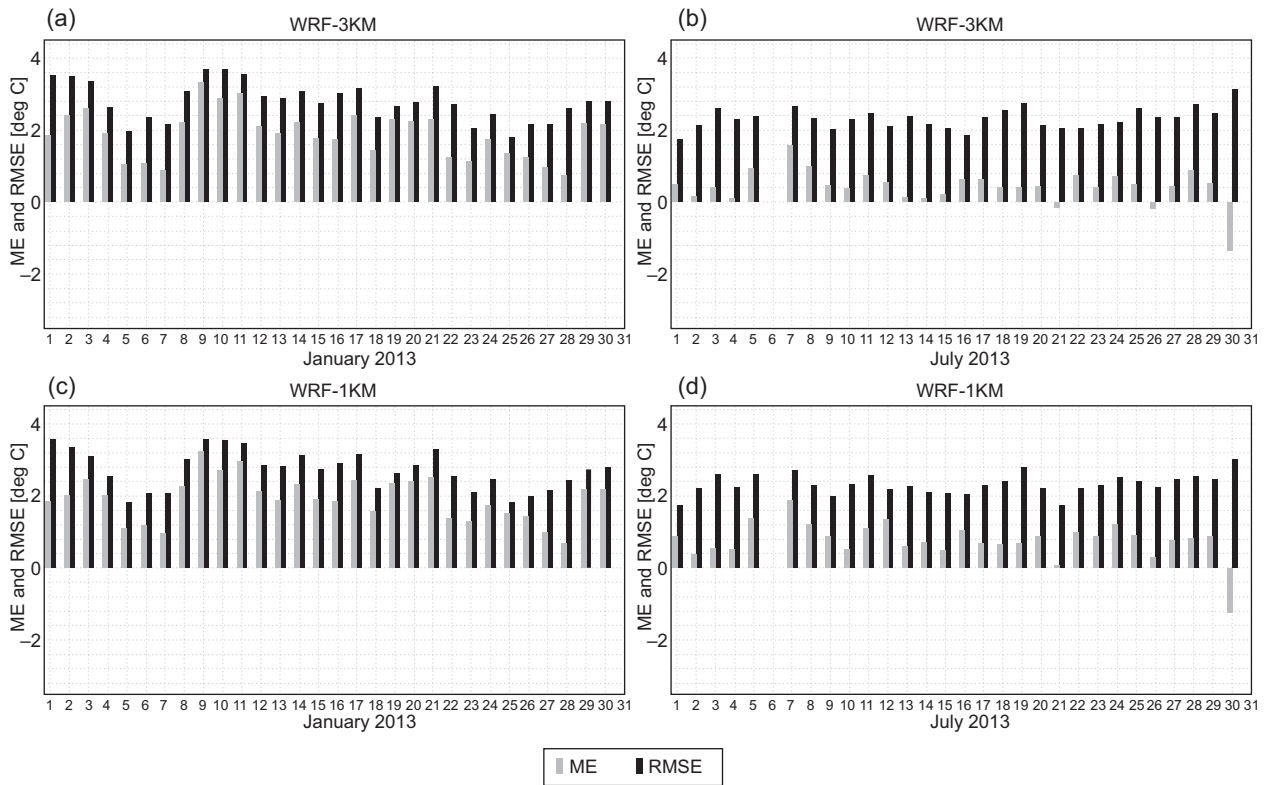 (a)
WRF-3KM
ME and RMSE [deg C]
4
2
0
–2
1 2 3 4 5 6 7 8 9 10 11 12 13 14 15 16 17 18 19 20 21 22 23 24 25 26 27 28 29 30 31
January 2013
(b)
WRF-3KM
ME and RMSE [deg C]
4
2
0
–2
1 2 3 4 5 6 7 8 9 10 11 12 13 14 15 16 17 18 19 20 21 22 23 24 25 26 27 28 29 30 31
July 2013
(c)
WRF-1KM
ME and RMSE [deg C]
4
2
0
–2
1 2 3 4 5 6 7 8 9 10 11 12 13 14 15 16 17 18 19 20 21 22 23 24 25 26 27 28 29 30 31
January 2013
(d)
WRF-1KM
ME and RMSE [deg C]
4
2
0
–2
1 2 3 4 5 6 7 8 9 10 11 12 13 14 15 16 17 18 19 20 21 22 23 24 25 26 27 28 29 30 31
July 2013
ME RMSE